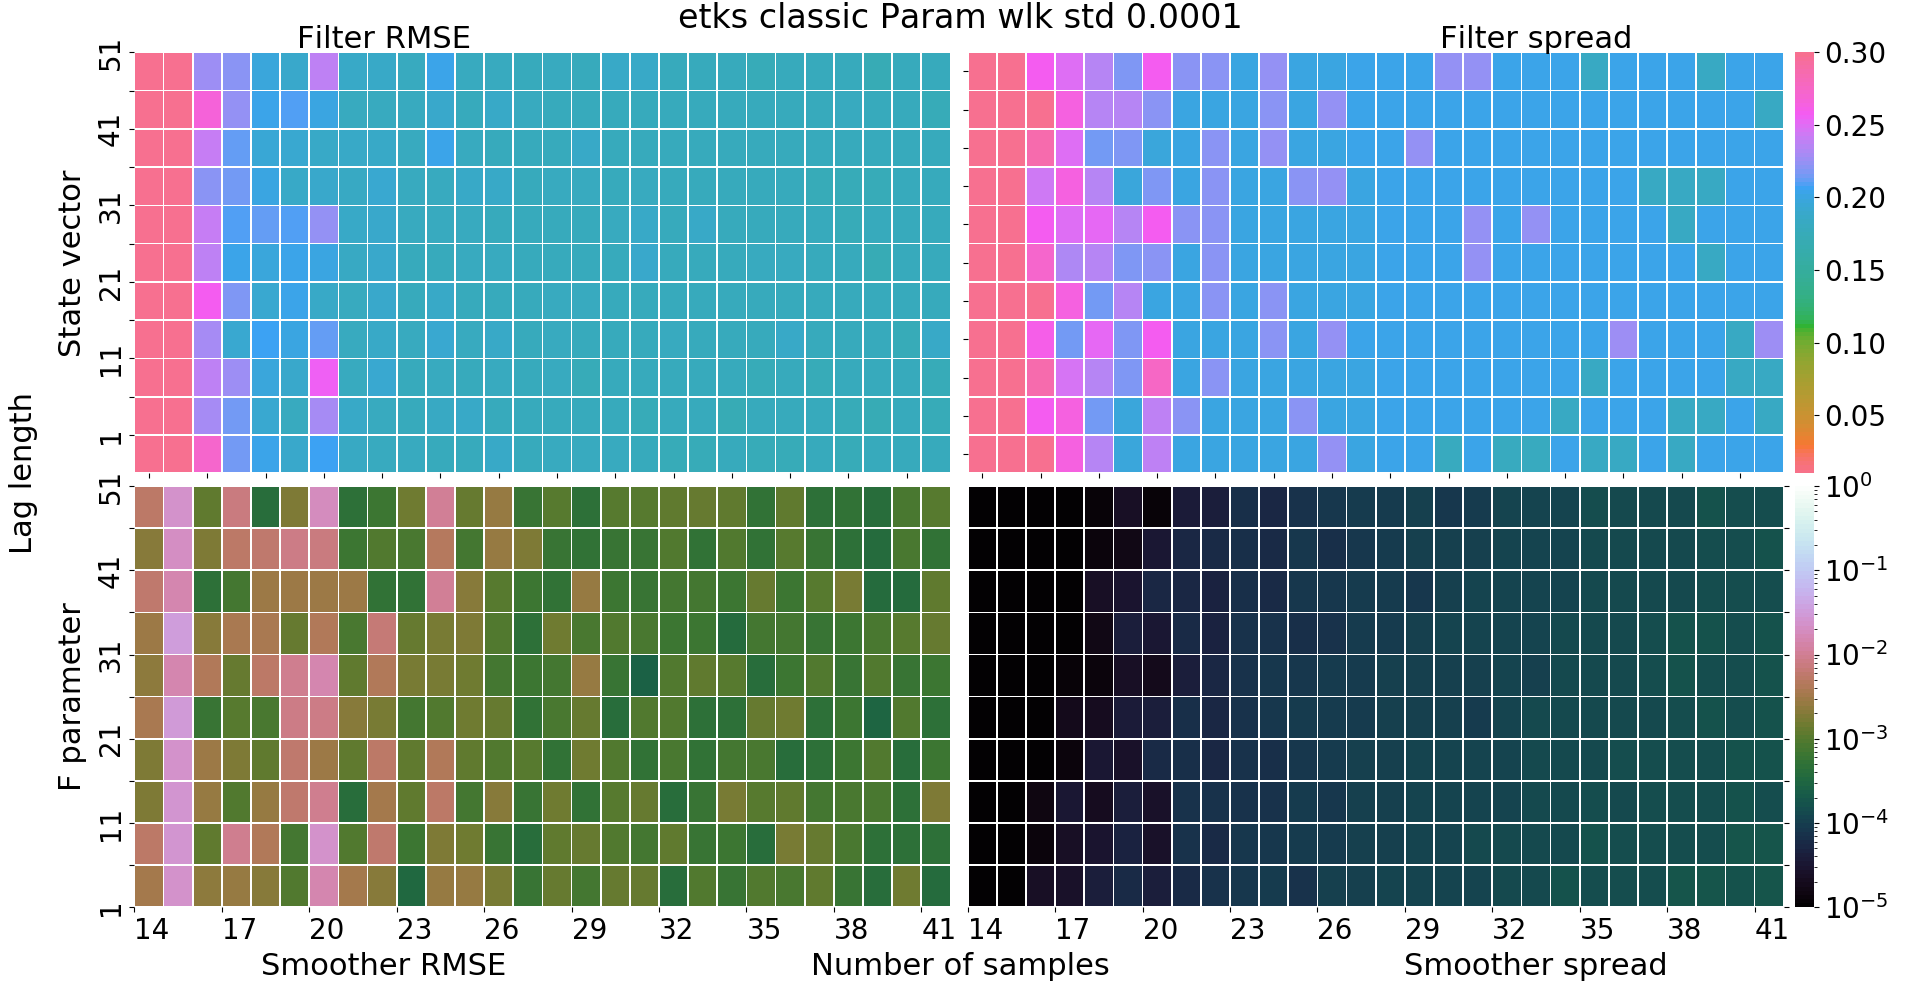 etks classic Param wlk std 0.0001
Filter RMSE
Filter spread
51
41
31
21
11
1
State vector
0.30
0.25
0.20
0.15
0.10
0.05
0
Lag length
51
41
31
21
11
1
F parameter
10^0
10^−1
10^−2
10^−3
10^−4
10^−5
14 17 20 23 26 29 32 35 38 41
14 17 20 23 26 29 32 35 38 41
Smoother RMSE
Number of samples
Smoother spread